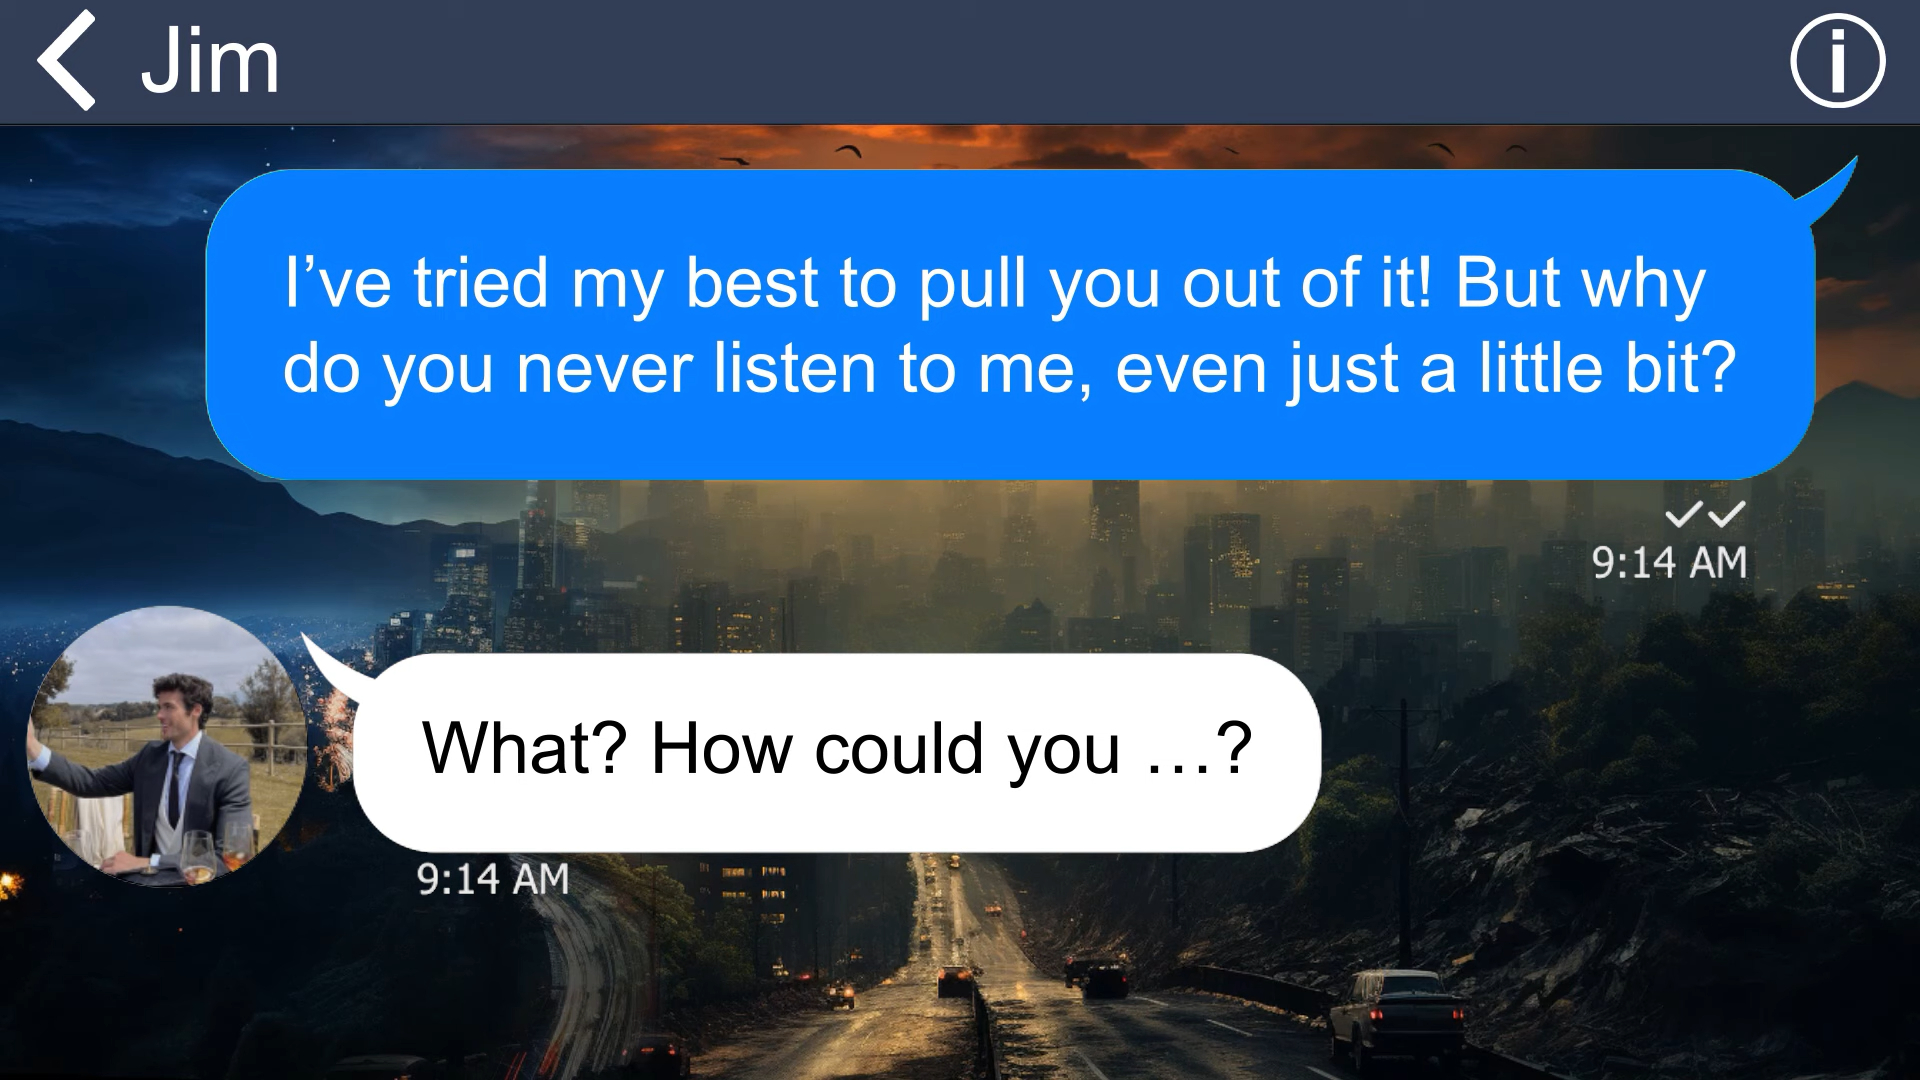 Jim
I’ve tried my best to pull you out of it! But why
do you never listen to me, even just a little bit?
9:14 AM
What? How could you …?
9:14 AM